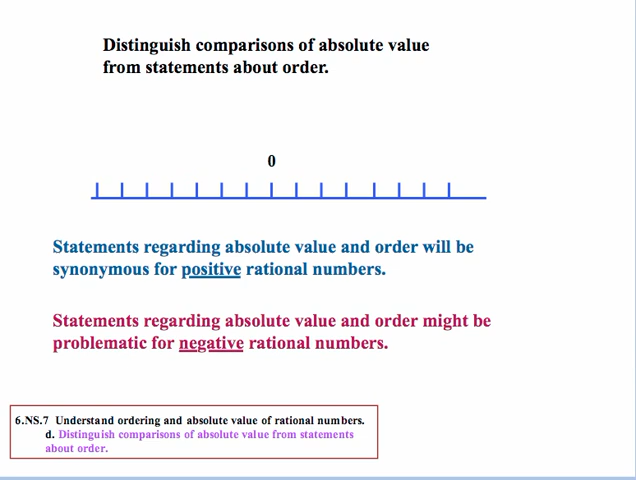 Distinguish comparisons of absolute value
from statements about order.
0
Statements regarding absolute value and order will be
synonymous for positive rational numbers.
Statements regarding absolute value and order might be
problematic for negative rational numbers.
6.NS.7 Understand ordering and absolute value of rational numbers.
d. Distinguish comparisons of absolute value from statements
about order.